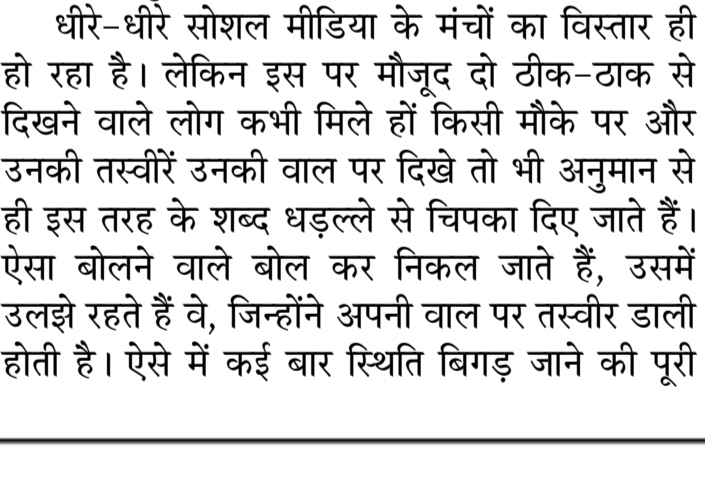 धीरे-धीरे सोशल मीडिया के मंचों का विस्तार ही
हो रहा है। लेकिन इस पर मौजूद दो ठीक-ठाक से
दिखने वाले लोग कभी मिले हों किसी मौके पर और
उनकी तस्वीरें उनकी वाल पर दिखे तो भी अनुमान से
ही इस तरह के शब्द धड़ल्ले से चिपका दिए जाते हैं।
ऐसा बोलने वाले बोल कर निकल जाते हैं, उसमें
उलझे रहते हैं वे, जिन्होंने अपनी वाल पर तस्वीर डाली
होती है। ऐसे में कई बार स्थिति बिगड़ जाने की पूरी